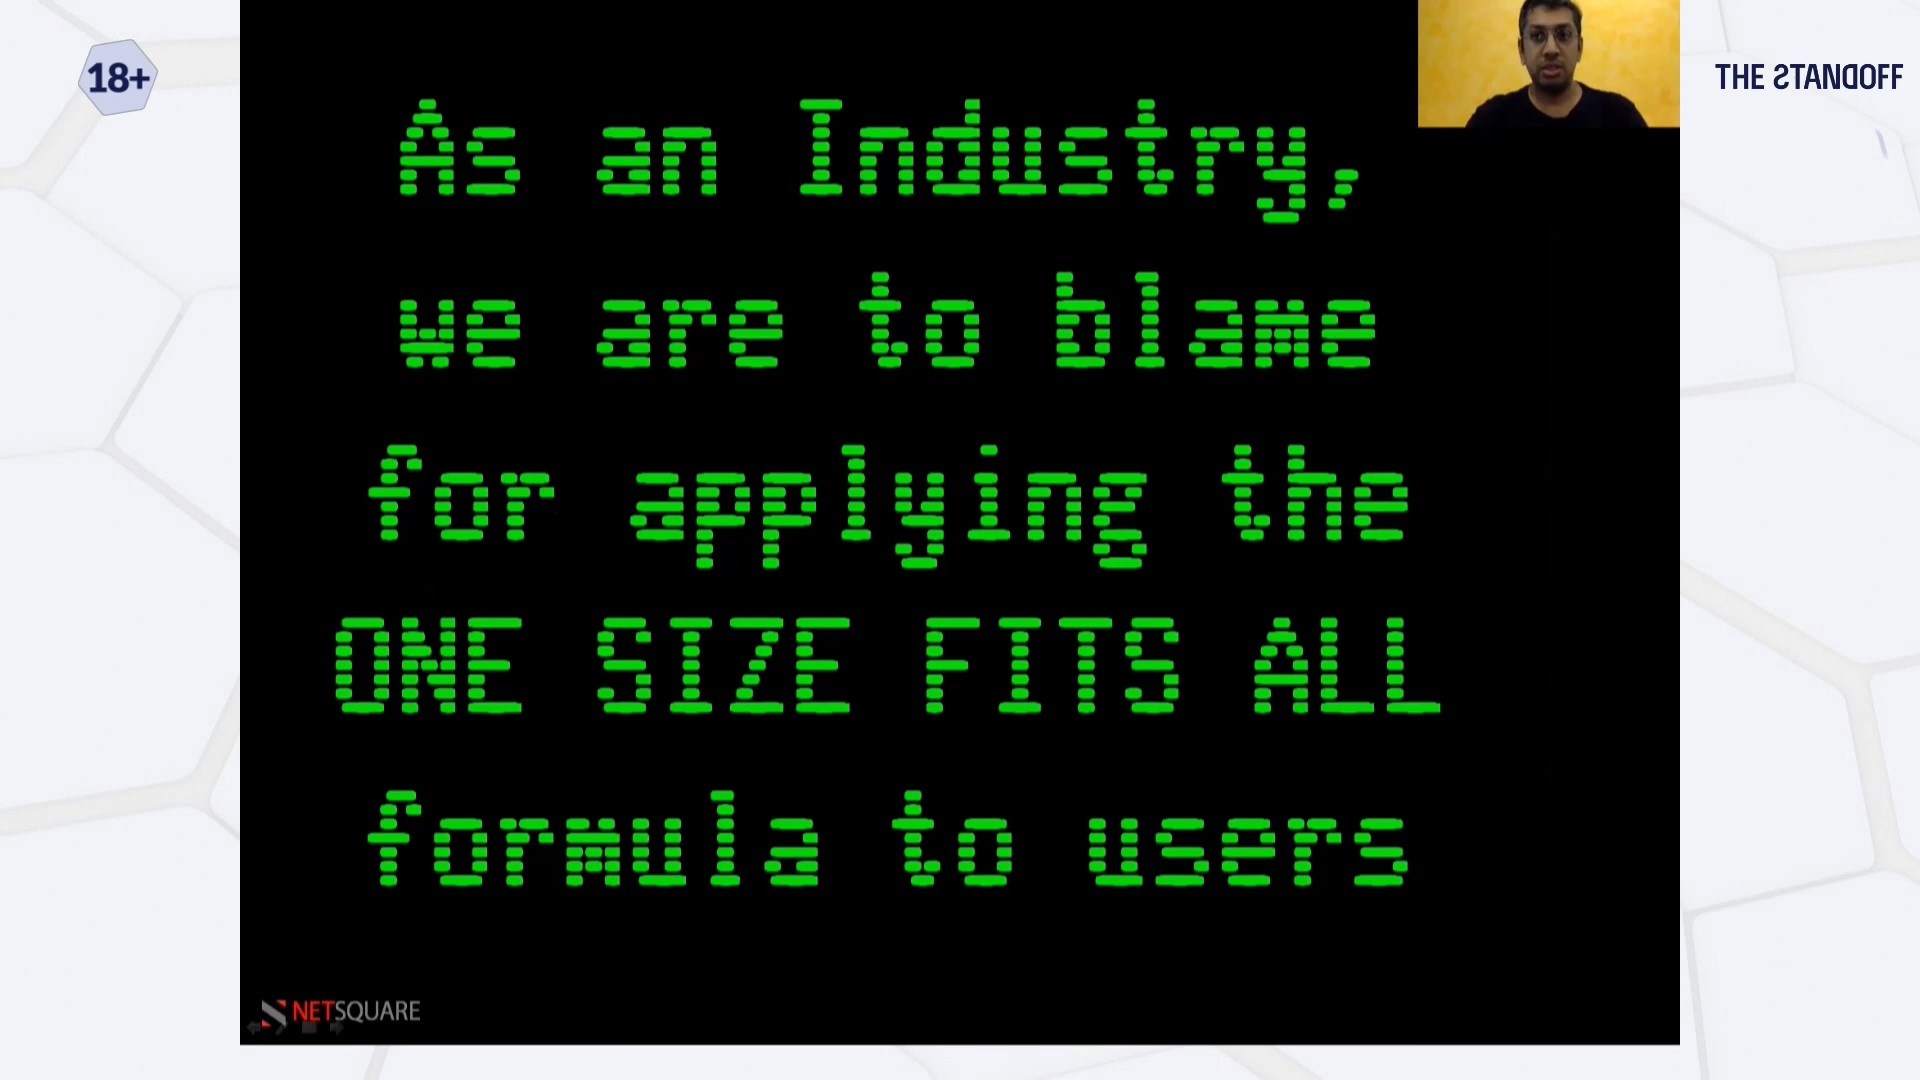 18+
THE STANDOFF
As an Industry,
we are to blame
for applying the
ONE SIZE FITS ALL
formula to users
NETSQUARE